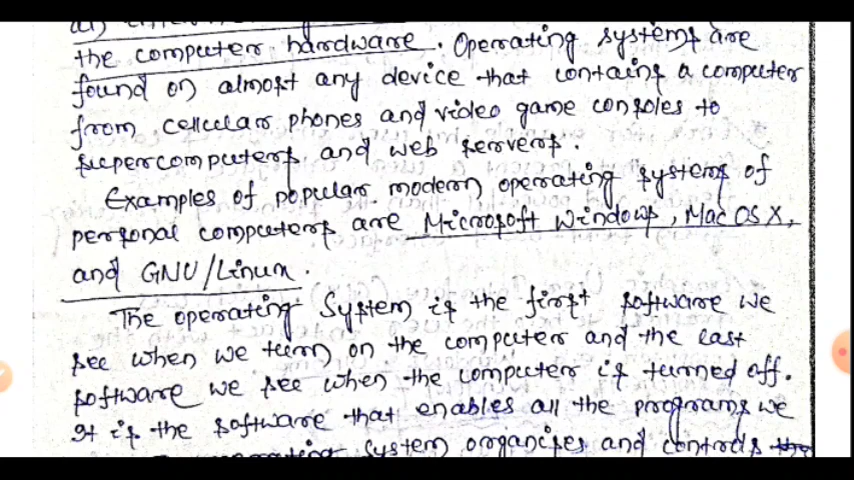 the computer hardware. Operating systems are
found on almost any device that contains a computer
from cellular phones and video game consoles to
supercomputers and web servers.
Examples of popular modern operating systems of
personal computers are Microsoft Windows, Mac OS X,
and GNU/Linux.
The operating System is the first software we
see when we turn on the computer and the last
software we see when the computer is turned off.
It is the software that enables all the programs we
system organises and controls the